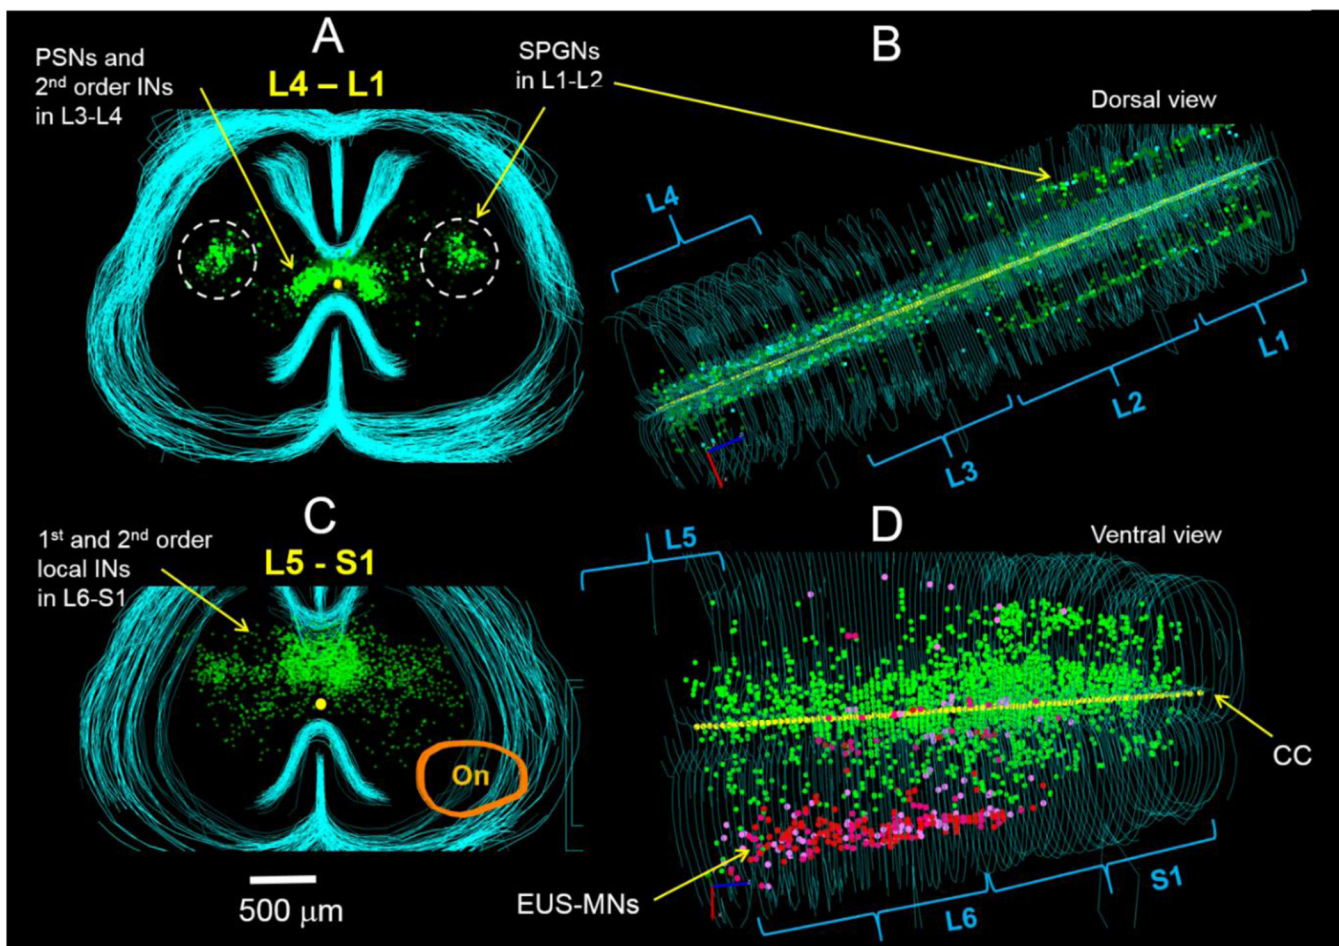 A
L4 – L1
PSNs and
2nd order INs
in L3-L4
SPGNs
in L1-L2
B
Dorsal view
L4
L3
L2
L1
C
L5 - S1
1st and 2nd order
local INs
in L6-S1
On
500 μm
D
Ventral view
L5
CC
EUS-MNs
L6
S1